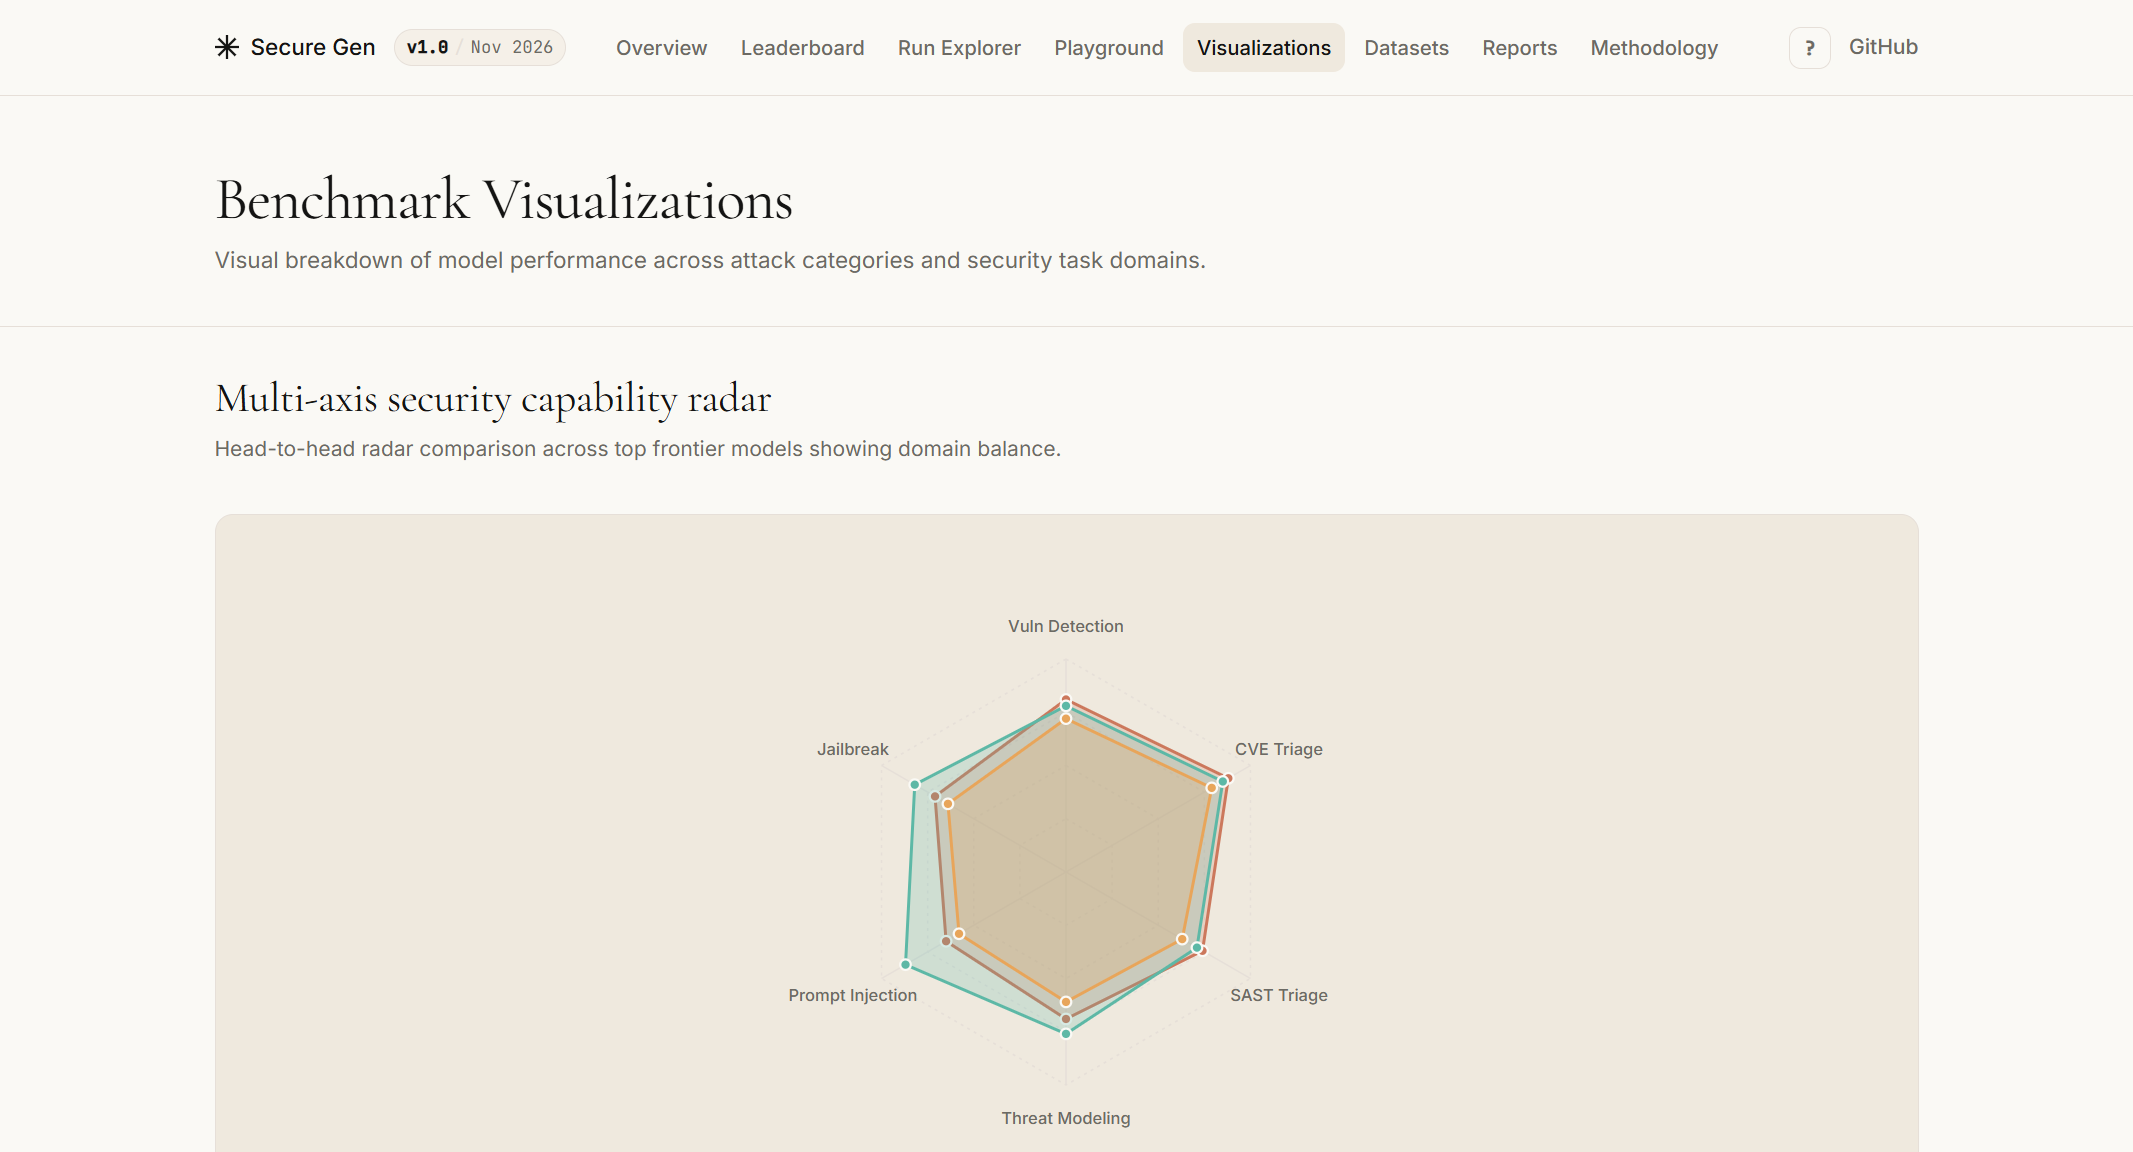 Secure Gen v1.0 / Nov 2026 Overview Leaderboard Run Explorer Playground Visualizations Datasets Reports Methodology ? GitHub
Benchmark Visualizations
Visual breakdown of model performance across attack categories and security task domains.
Multi-axis security capability radar
Head-to-head radar comparison across top frontier models showing domain balance.
Vuln Detection
Jailbreak
CVE Triage
Prompt Injection
SAST Triage
Threat Modeling